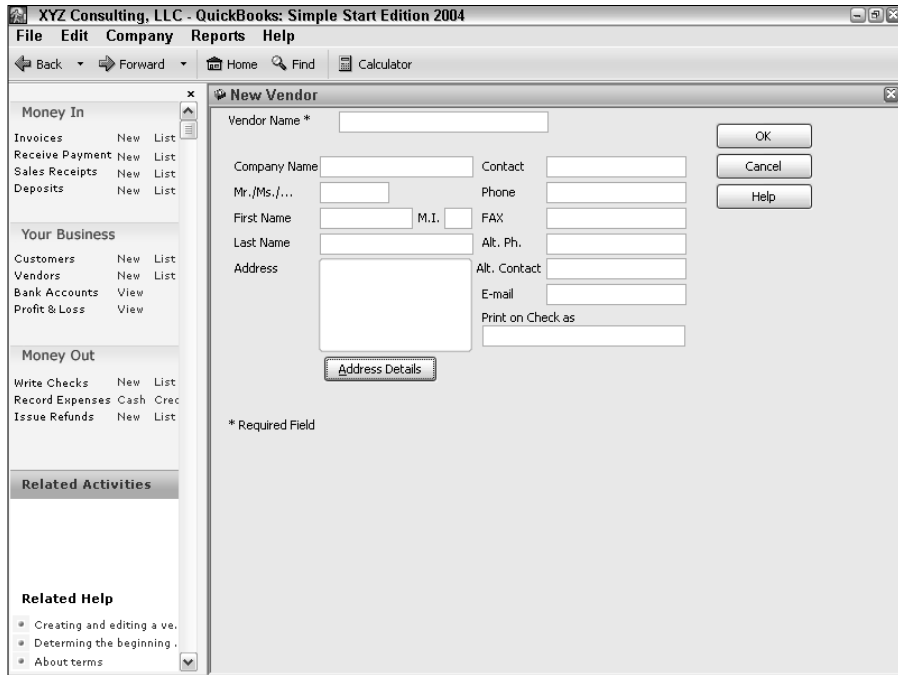 XYZ Consulting, LLC - QuickBooks: Simple Start Edition 2004
File Edit Company Reports Help
Back Forward Home Find Calculator
Money In
Invoices New List
Receive Payment New List
Sales Receipts New List
Deposits New List
Your Business
Customers New List
Vendors New List
Bank Accounts View
Profit & Loss View
Money Out
Write Checks New List
Record Expenses Cash Cred
Issue Refunds New List
Related Activities
Related Help
Creating and editing a ve.
Determing the beginning .
About terms
New Vendor
Vendor Name *
Company Name
Mr./Ms./...
First Name M.I.
Last Name
Address
Address Details
* Required Field
Contact
Phone
FAX
Alt. Ph.
Alt. Contact
E-mail
Print on Check as
OK
Cancel
Help